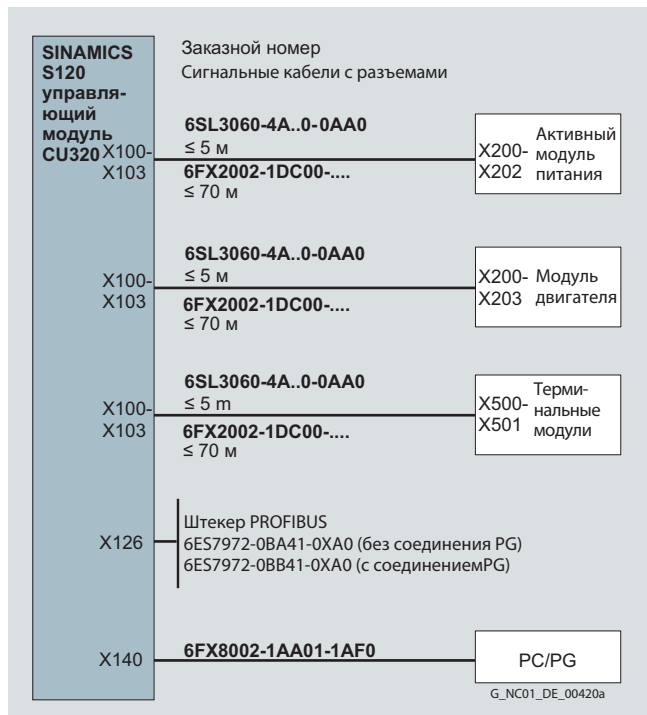 SINAMICS
S120
управля-
ющий
модуль
CU320
Заказной номер
Сигнальные кабели с разъемами
X100-
X103
6SL3060-4A..0-0AA0
≤ 5 м
6FX2002-1DC00-....
≤ 70 м
X200-
X202
Активный
модуль
питания
X100-
X103
6SL3060-4A..0-0AA0
≤ 5 м
6FX2002-1DC00-....
≤ 70 м
X200-
X203
Модуль
двигателя
X100-
X103
6SL3060-4A..0-0AA0
≤ 5 m
6FX2002-1DC00-....
≤ 70 м
X500-
X501
Терми-
нальные
модули
X126
Штекер PROFIBUS
6ES7972-0BA41-0XA0 (без соединения PG)
6ES7972-0BB41-0XA0 (с соединениемPG)
X140
6FX8002-1AA01-1AF0
PC/PG
G_NC01_DE_00420a